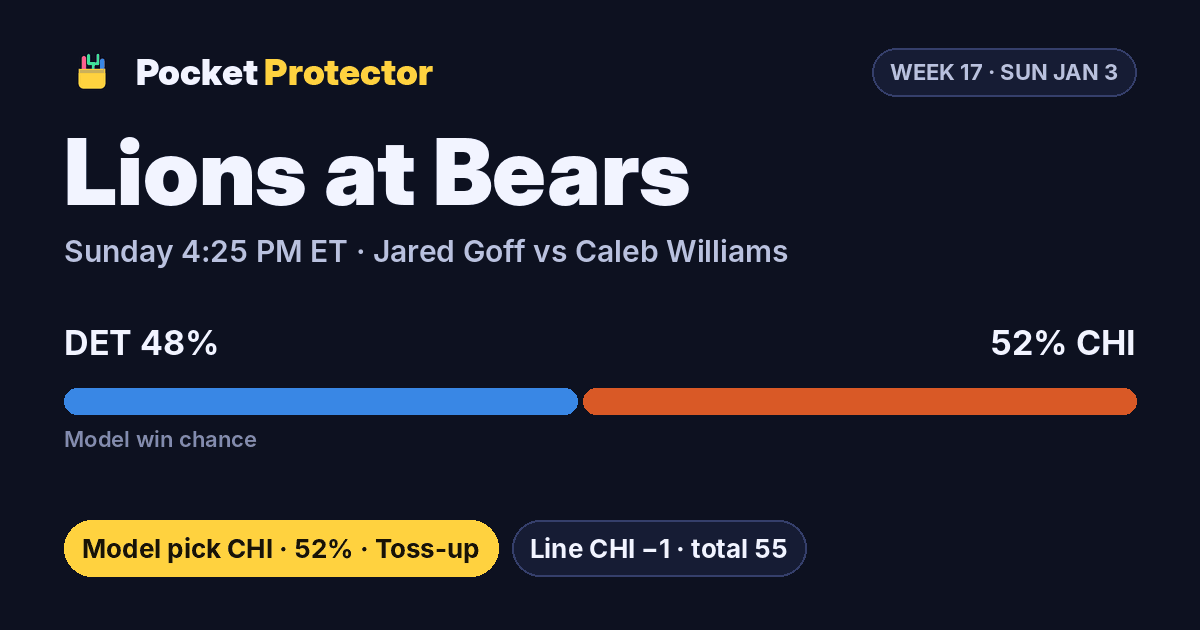 Pocket Protector
WEEK 17 · SUN JAN 3
Lions at Bears
Sunday 4:25 PM ET · Jared Goff vs Caleb Williams
DET 48%
52% CHI
Model win chance
Model pick CHI · 52% · Toss-up
Line CHI −1 · total 55